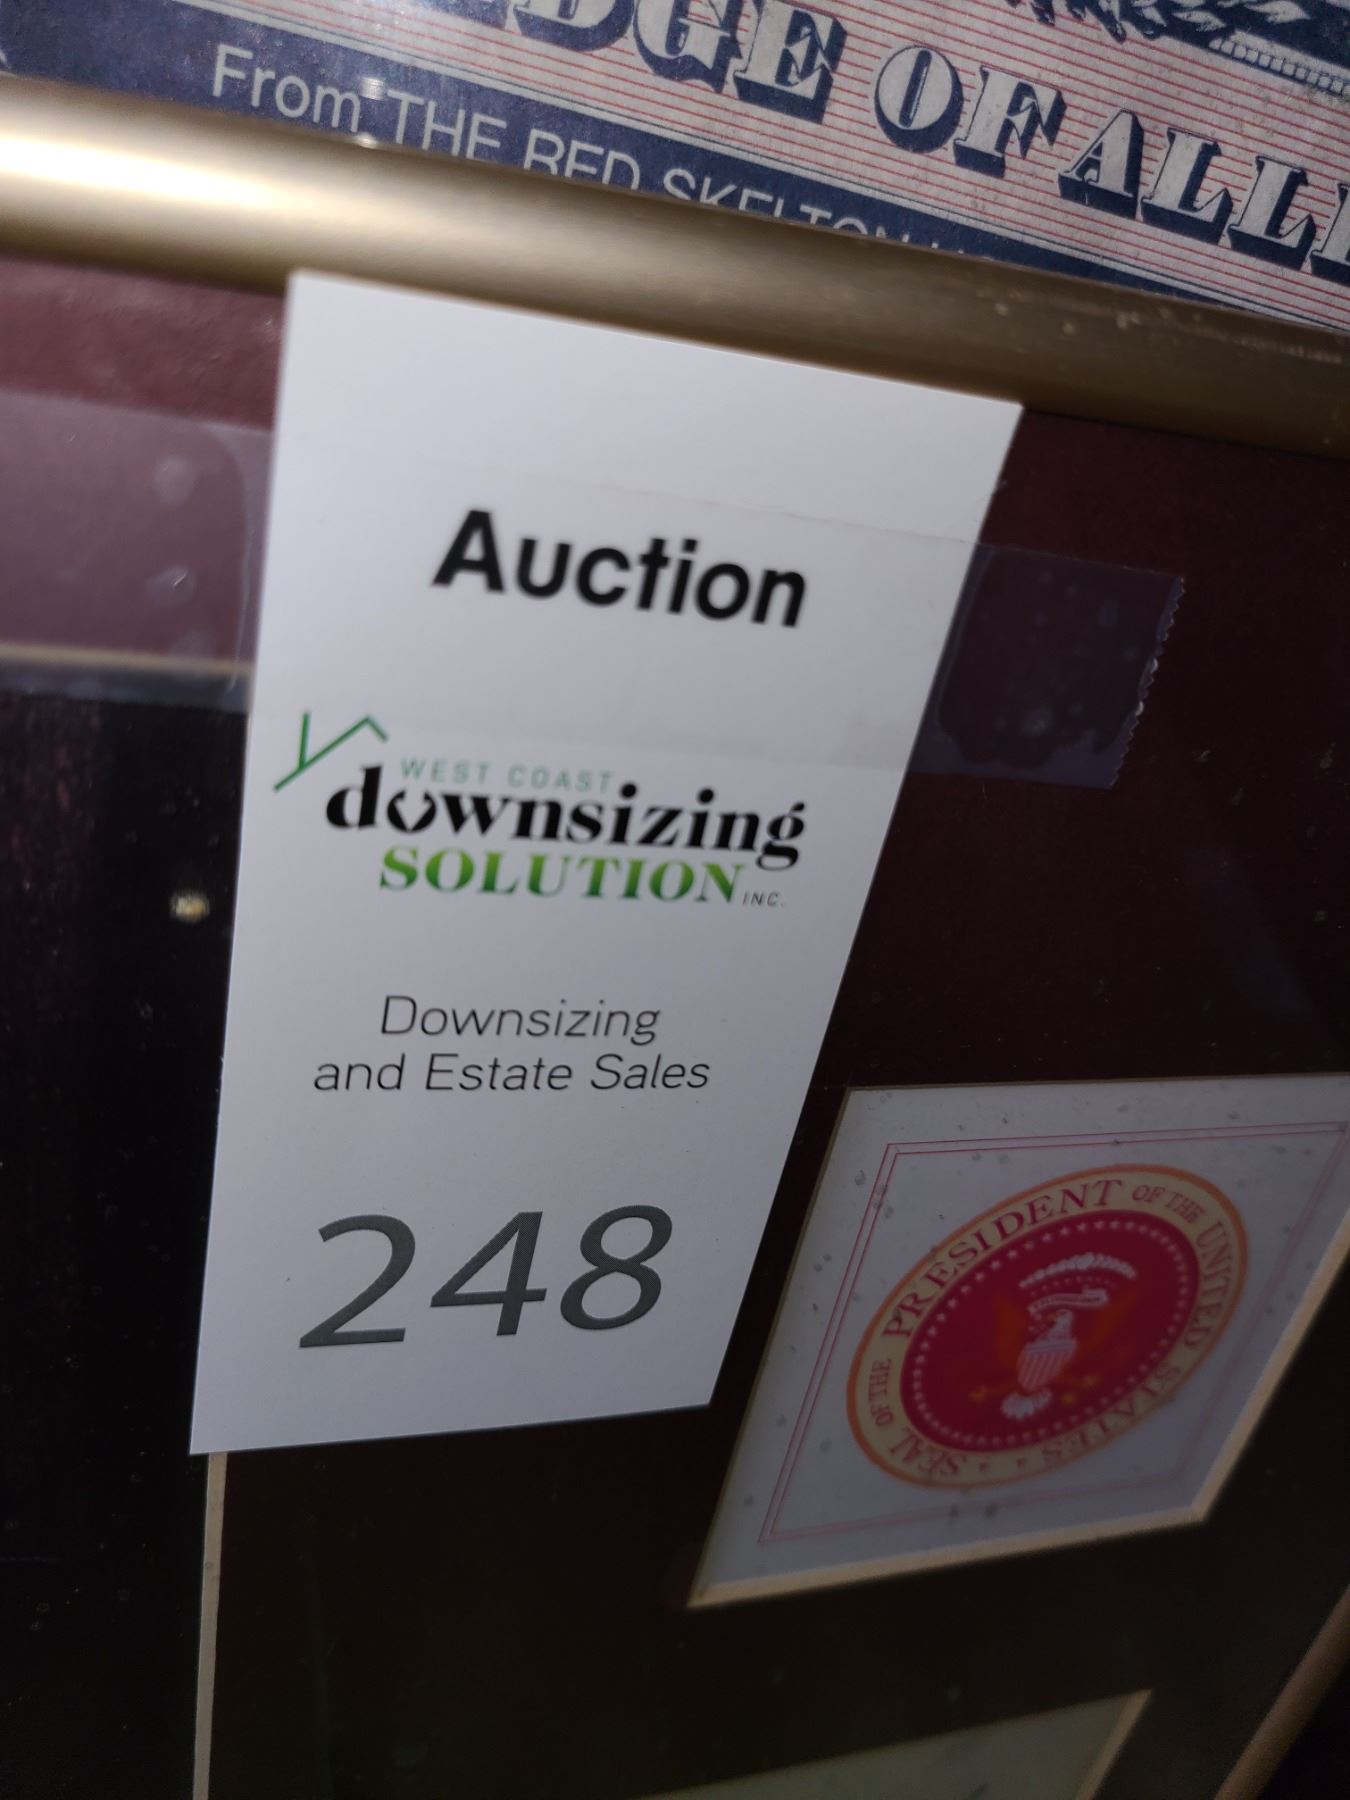 DGE OF ALL
From THE RED SKELTON
Auction
WEST COAST
downsizing
SOLUTION INC.
Downsizing
and Estate Sales
248
SEAL OF THE PRESIDENT OF THE UNITED STATES